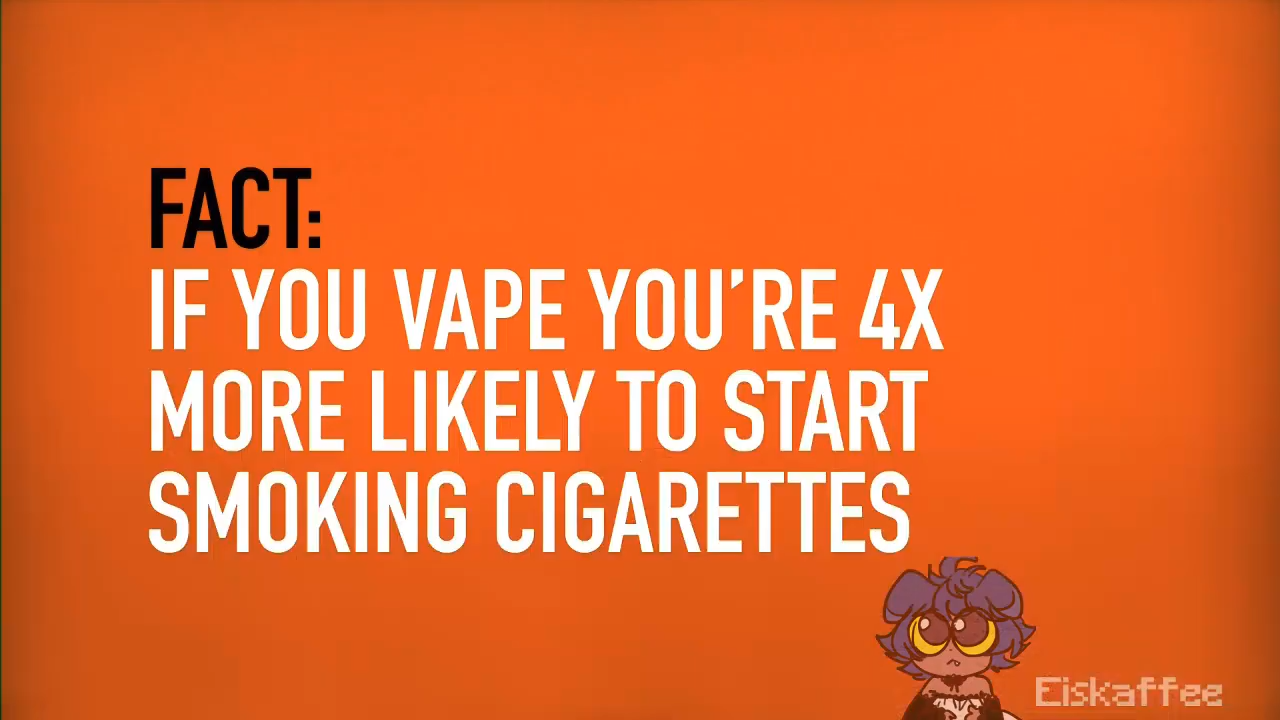 FACT:
IF YOU VAPE YOU'RE 4X
MORE LIKELY TO START
SMOKING CIGARETTES
Eiskaffee